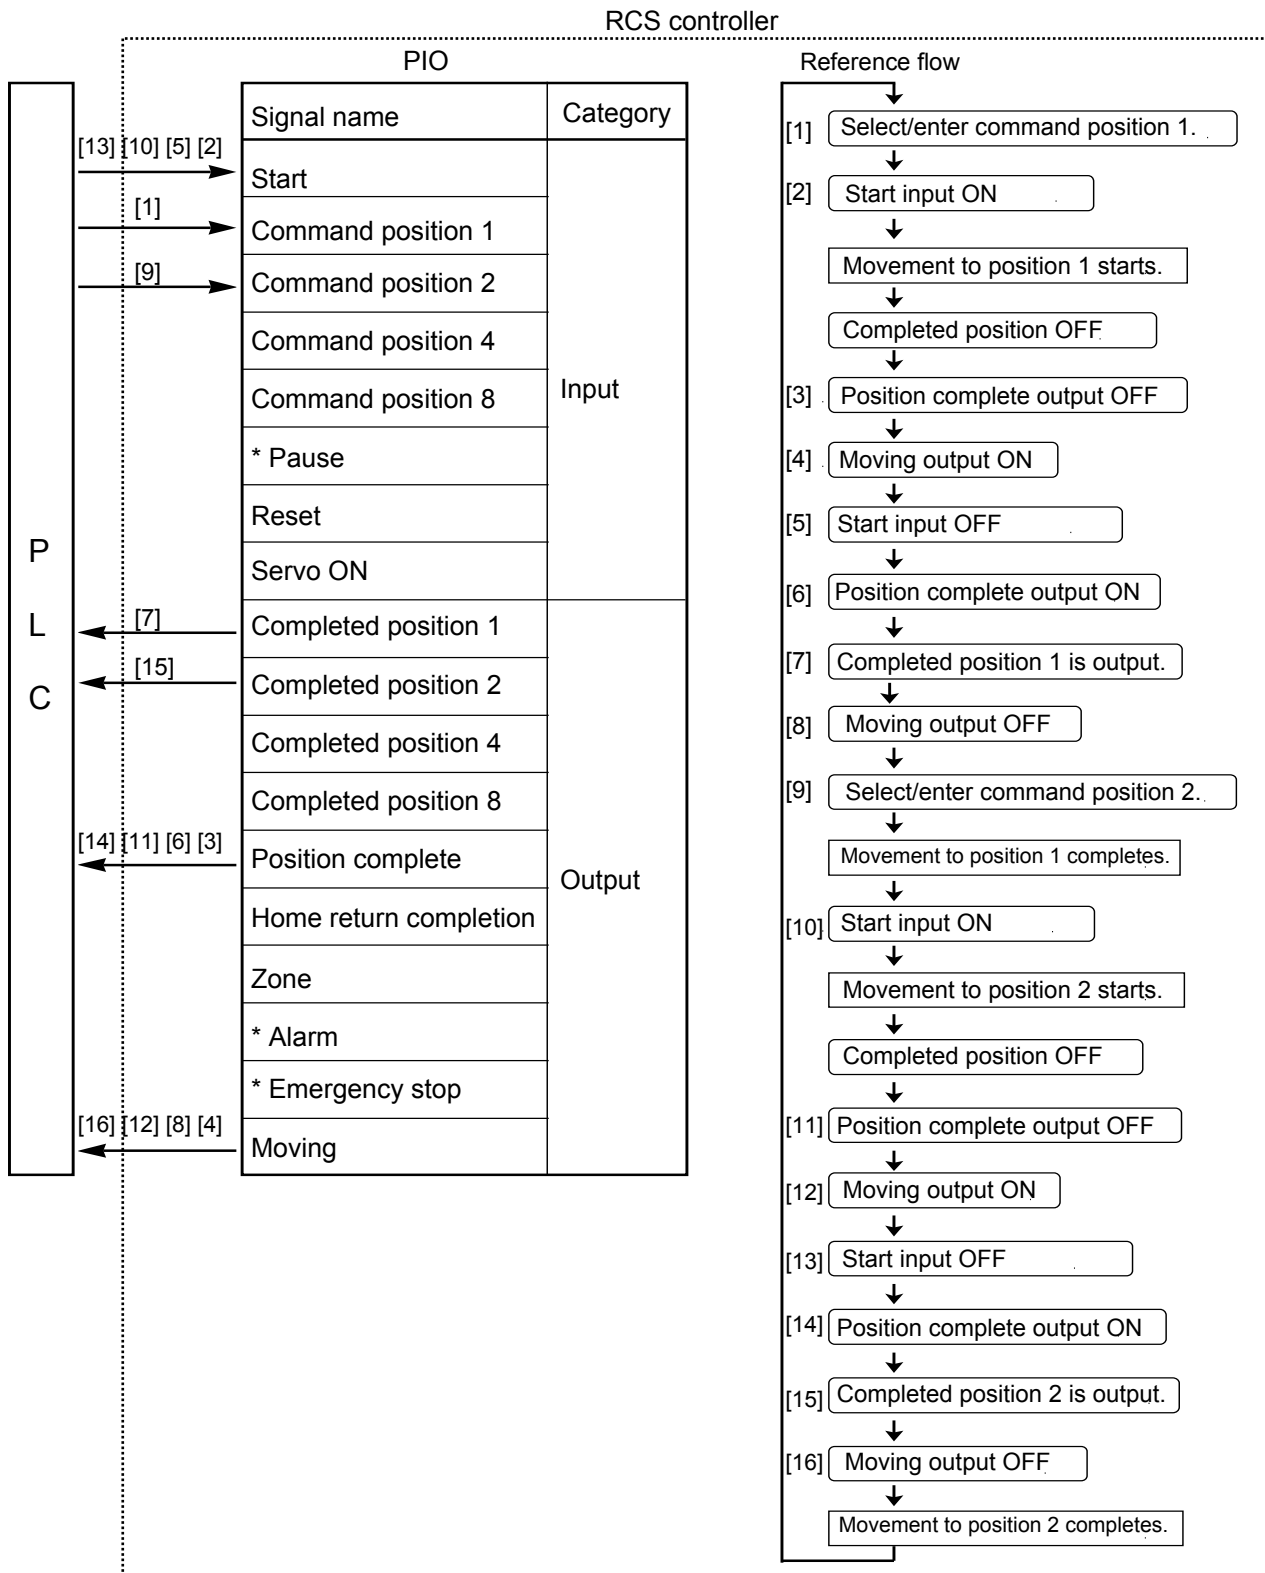 RCS controller
PIO
Signal name
Category
[13] [10] [5] [2]
Start
[1]
Command position 1
[9]
Command position 2
Command position 4
Command position 8
Input
* Pause
Reset
Servo ON
P
L
C
[7]
Completed position 1
[15]
Completed position 2
Completed position 4
Completed position 8
[14] [11] [6] [3]
Position complete
Output
Home return completion
Zone
* Alarm
* Emergency stop
[16] [12] [8] [4]
Moving
Reference flow
[1] Select/enter command position 1.
[2] Start input ON
Movement to position 1 starts.
Completed position OFF
[3] Position complete output OFF
[4] Moving output ON
[5] Start input OFF
[6] Position complete output ON
[7] Completed position 1 is output.
[8] Moving output OFF
[9] Select/enter command position 2.
Movement to position 1 completes.
[10] Start input ON
Movement to position 2 starts.
Completed position OFF
[11] Position complete output OFF
[12] Moving output ON
[13] Start input OFF
[14] Position complete output ON
[15] Completed position 2 is output.
[16] Moving output OFF
Movement to position 2 completes.